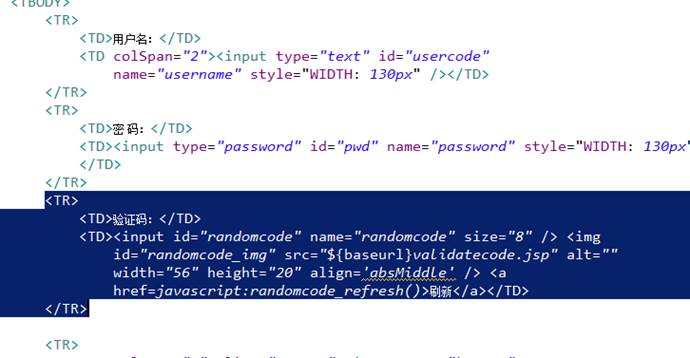 <TBODY>
<TR>
<TD>用户名：</TD>
<TD colSpan="2"><input type="text" id="usercode"
name="username" style="WIDTH: 130px" /></TD>
</TR>
<TR>
<TD>密 码：</TD>
<TD><input type="password" id="pwd" name="password" style="WIDTH: 130px"
</TD>
</TR>
<TR>
<TD>验证码：</TD>
<TD><input id="randomcode" name="randomcode" size="8" /> <img
id="randomcode_img" src="${baseurl}validatecode.jsp" alt=""
width="56" height="20" align='absMiddle' /> <a
href=javascript:randomcode_refresh()>刷新</a></TD>
</TR>
<TR>